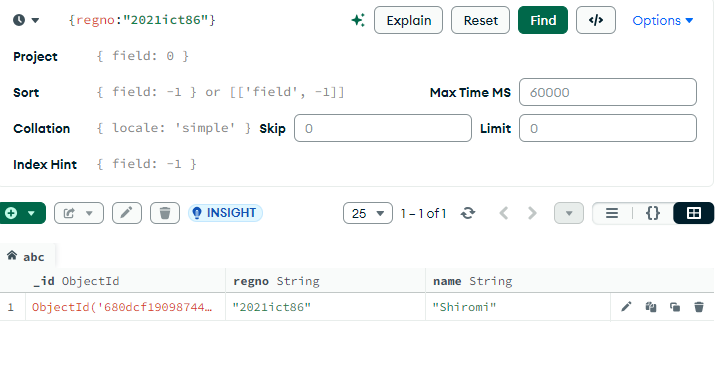 {regno:"2021ict86"} Explain Reset Find </> Options
Project { field: 0 }
Sort { field: -1 } or [['field', -1]] Max Time MS 60000
Collation { locale: 'simple' } Skip 0 Limit 0
Index Hint { field: -1 }
INSIGHT 25 1 – 1 of 1 {}
abc
_id ObjectId regno String name String
1 ObjectId('680dcf19098744… "2021ict86" "Shiromi"